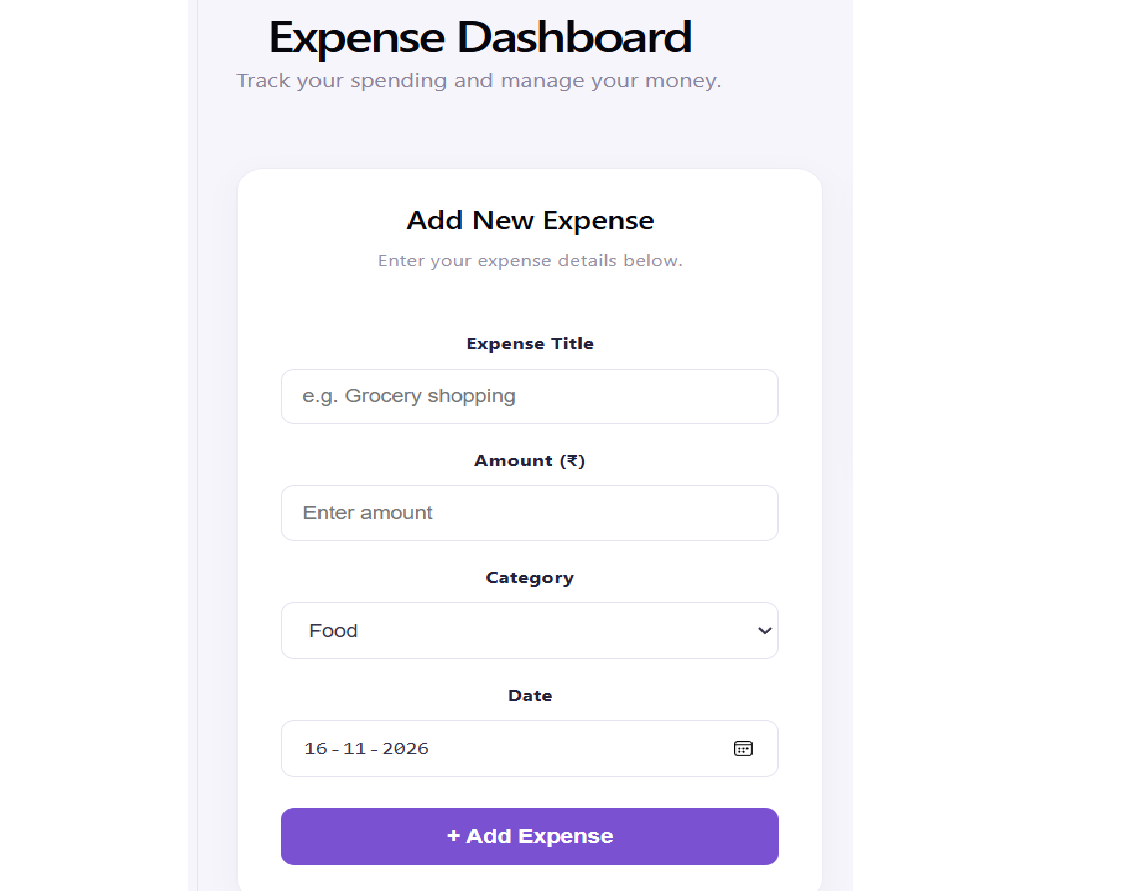 Expense Dashboard
Track your spending and manage your money.
Add New Expense
Enter your expense details below.
Expense Title
e.g. Grocery shopping
Amount (₹)
Enter amount
Category
Food
Date
16-11-2026
+ Add Expense